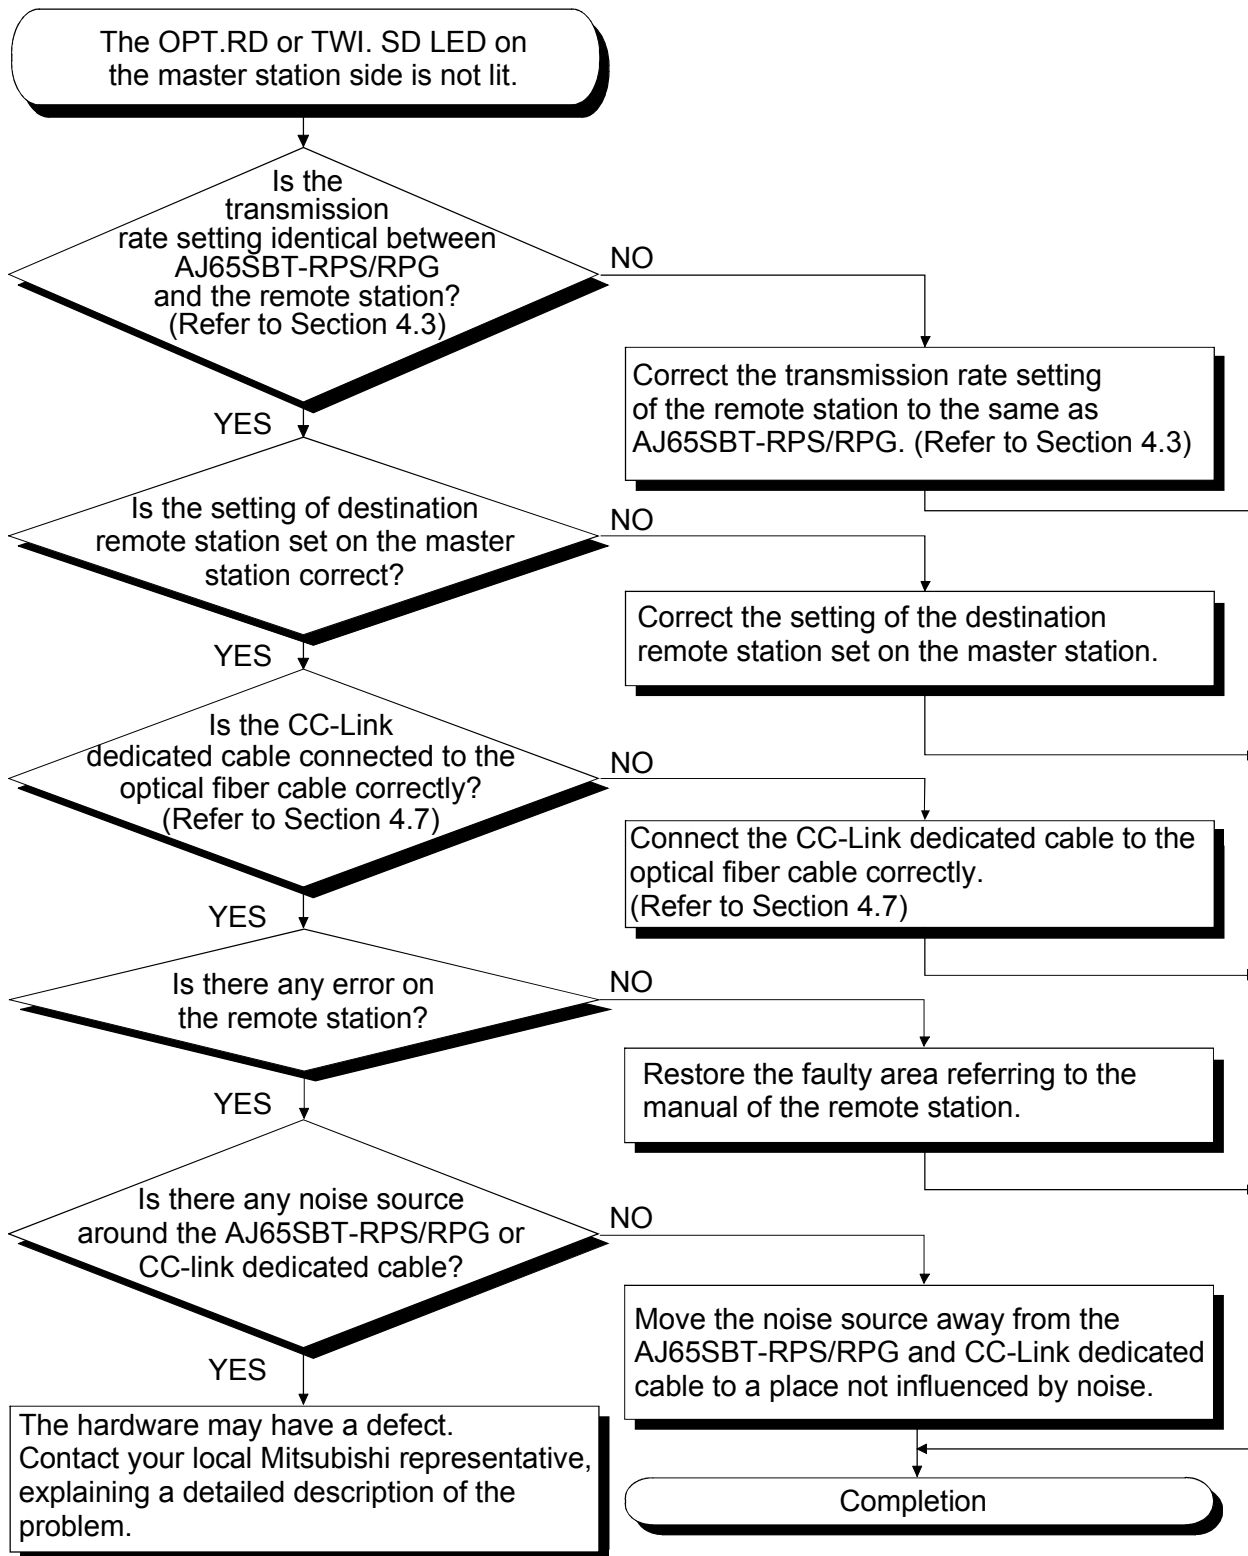 The OPT.RD or TWI. SD LED on
the master station side is not lit.
Is the
transmission
rate setting identical between
AJ65SBT-RPS/RPG
and the remote station?
(Refer to Section 4.3)
NO
Correct the transmission rate setting
of the remote station to the same as
AJ65SBT-RPS/RPG. (Refer to Section 4.3)
YES
Is the setting of destination
remote station set on the master
station correct?
NO
Correct the setting of the destination
remote station set on the master station.
YES
Is the CC-Link
dedicated cable connected to the
optical fiber cable correctly?
(Refer to Section 4.7)
NO
Connect the CC-Link dedicated cable to the
optical fiber cable correctly.
(Refer to Section 4.7)
YES
Is there any error on
the remote station?
NO
Restore the faulty area referring to the
manual of the remote station.
YES
Is there any noise source
around the AJ65SBT-RPS/RPG or
CC-link dedicated cable?
NO
Move the noise source away from the
AJ65SBT-RPS/RPG and CC-Link dedicated
cable to a place not influenced by noise.
YES
The hardware may have a defect.
Contact your local Mitsubishi representative,
explaining a detailed description of the
problem.
Completion